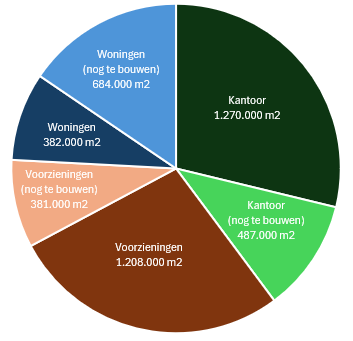 Woningen
(nog te bouwen)
684.000 m2
Kantoor
1.270.000 m2
Woningen
382.000 m2
Voorzieningen
(nog te bouwen)
381.000 m2
Kantoor
(nog te bouwen)
487.000 m2
Voorzieningen
1.208.000 m2